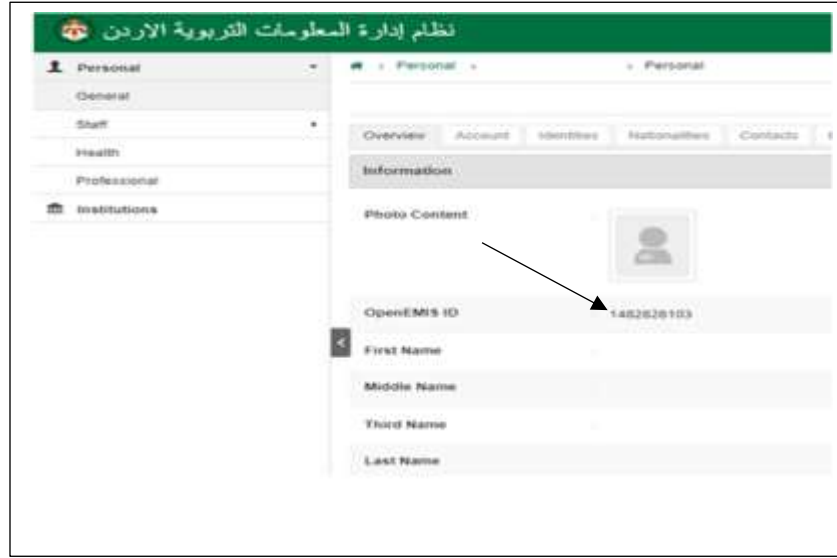 نظام إدارة المعلومات التربوية الاردن
Personal
General
Staff
Health
Professional
Institutions
Personal
Personal
Overview Account Identities Nationalities Contacts
Information
Photo Content
OpenEMIS ID 1482828103
First Name
Middle Name
Third Name
Last Name